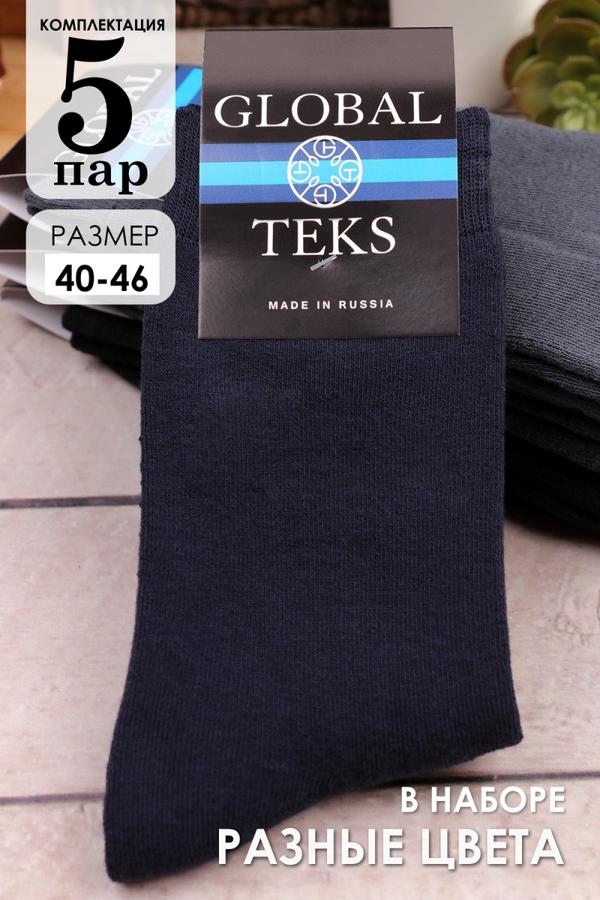 КОМПЛЕКТАЦИЯ
5
пар
РАЗМЕР
40-46
GLOBAL
TEKS
MADE IN RUSSIA
В НАБОРЕ
РАЗНЫЕ ЦВЕТА